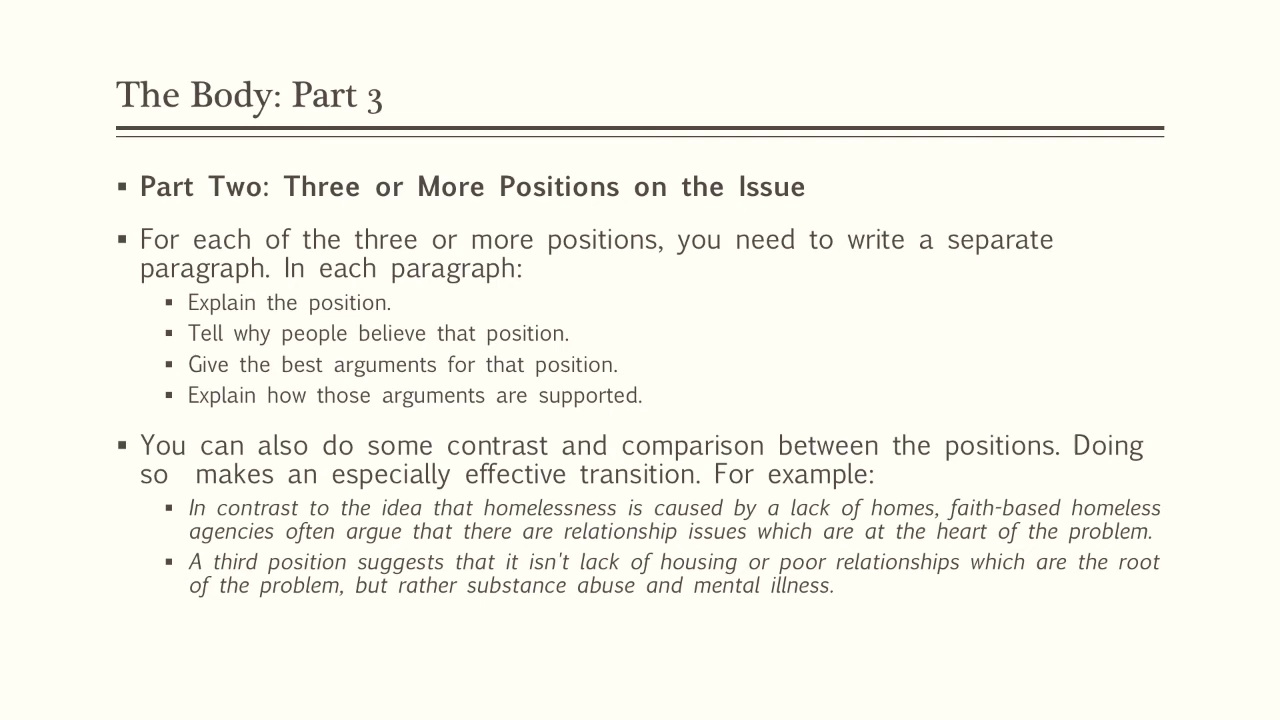 The Body: Part 3
▪ Part Two: Three or More Positions on the Issue
▪ For each of the three or more positions, you need to write a separate
paragraph. In each paragraph:
▪ Explain the position.
▪ Tell why people believe that position.
▪ Give the best arguments for that position.
▪ Explain how those arguments are supported.
▪ You can also do some contrast and comparison between the positions. Doing
so makes an especially effective transition. For example:
▪ In contrast to the idea that homelessness is caused by a lack of homes, faith-based homeless
agencies often argue that there are relationship issues which are at the heart of the problem.
▪ A third position suggests that it isn't lack of housing or poor relationships which are the root
of the problem, but rather substance abuse and mental illness.